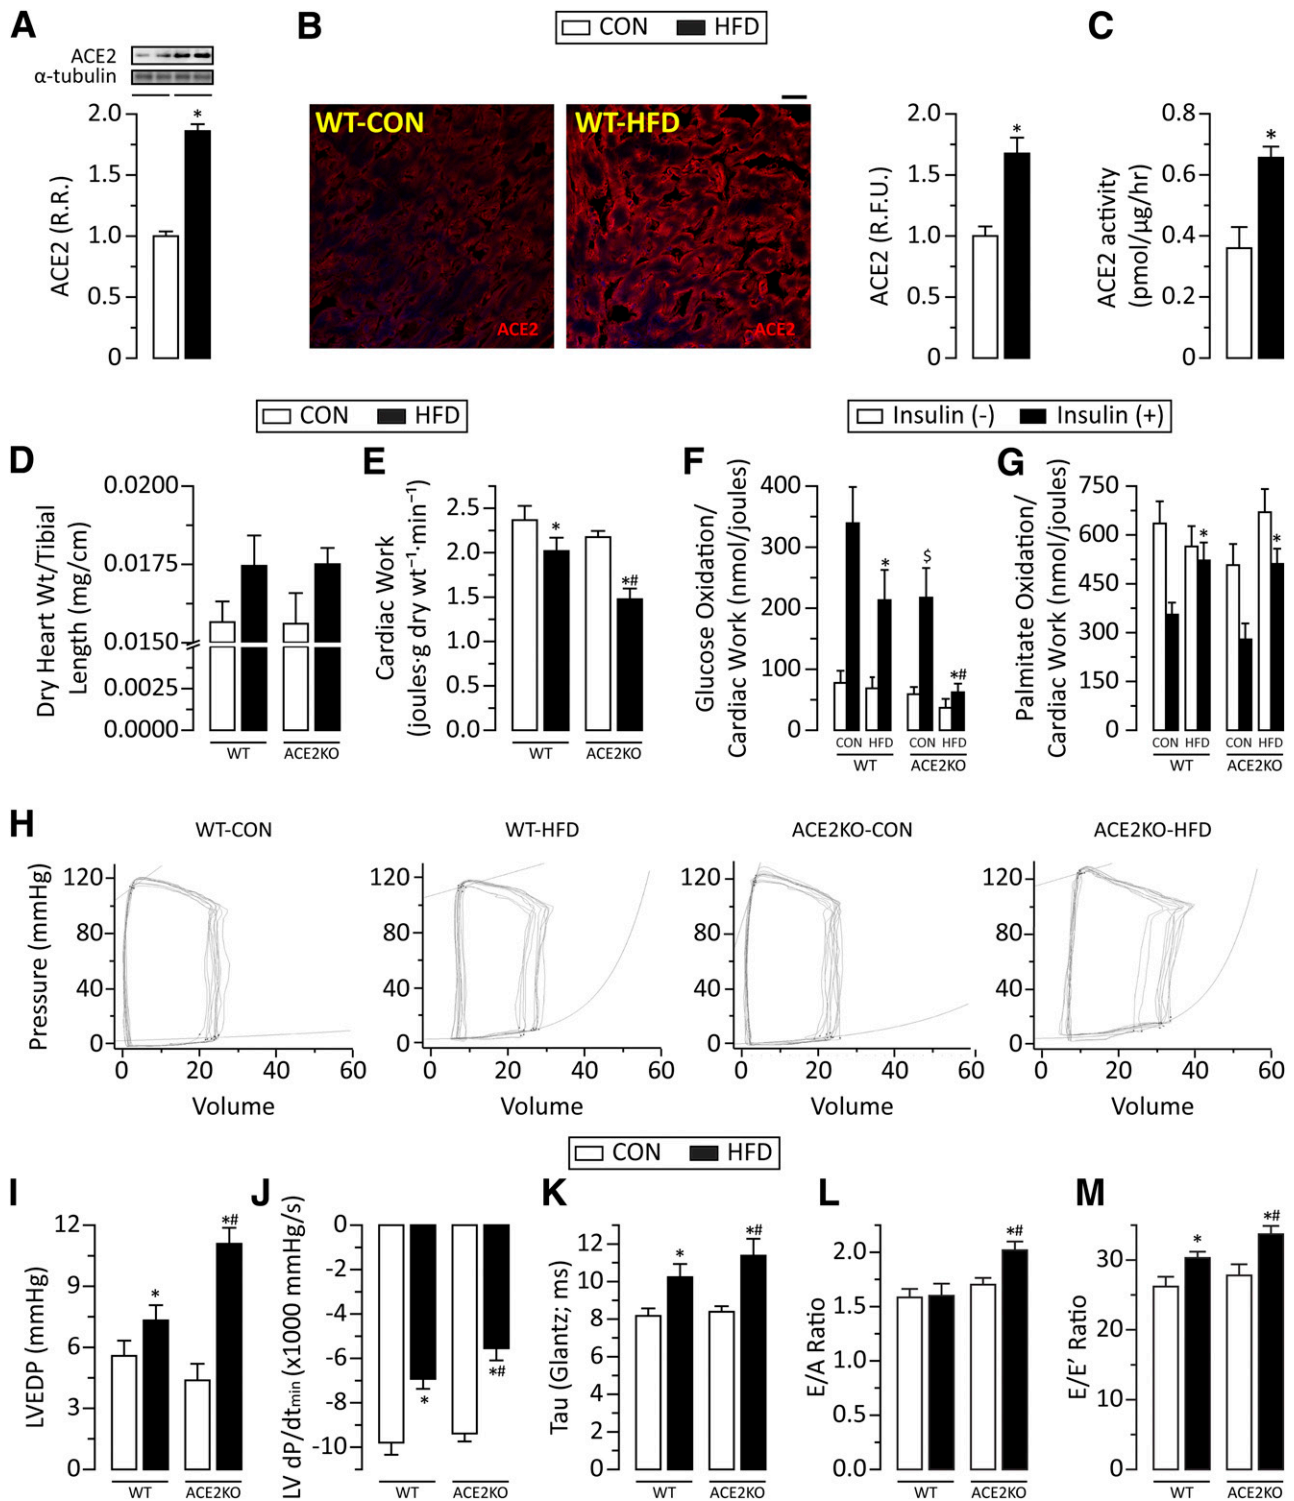 A
B
CON HFD
C
ACE2
α-tubulin
2.0
1.5
1.0
0.5
0
ACE2 (R.R.)
*
WT-CON
ACE2
WT-HFD
ACE2
2.0
1.5
1.0
0.5
0
ACE2 (R.F.U.)
*
0.8
0.6
0.4
0.2
0
ACE2 activity
(pmol/µg/hr)
*
CON HFD
Insulin (-) Insulin (+)
D
0.0200
0.0175
0.0150
0.0025
0.0000
Dry Heart Wt/Tibial
Length (mg/cm)
WT ACE2KO
E
2.5
2.0
1.5
1.0
0.5
0.0
Cardiac Work
(joules·g dry wt⁻¹·min⁻¹)
*
*#
WT ACE2KO
F
400
300
200
100
0
Glucose Oxidation/
Cardiac Work (nmol/joules)
*
$
*#
CON HFD CON HFD
WT ACE2KO
G
750
600
450
300
150
0
Palmitate Oxidation/
Cardiac Work (nmol/joules)
*
*
CON HFD CON HFD
WT ACE2KO
H
WT-CON
WT-HFD
ACE2KO-CON
ACE2KO-HFD
Pressure (mmHg)
120
80
40
0
0 20 40 60
Volume
120
80
40
0
0 20 40 60
Volume
120
80
40
0
0 20 40 60
Volume
120
80
40
0
0 20 40 60
Volume
CON HFD
I
12
9
6
3
0
LVEDP (mmHg)
*
*#
WT ACE2KO
J
0
-2
-4
-6
-8
-10
LV dP/dtmin (x1000 mmHg/s)
*
*#
WT ACE2KO
K
12
10
8
6
4
2
0
Tau (Glantz; ms)
*
*#
WT ACE2KO
L
2.0
1.5
1.0
0.5
0.0
E/A Ratio
*#
WT ACE2KO
M
30
20
10
0
E/E’ Ratio
*
*#
WT ACE2KO